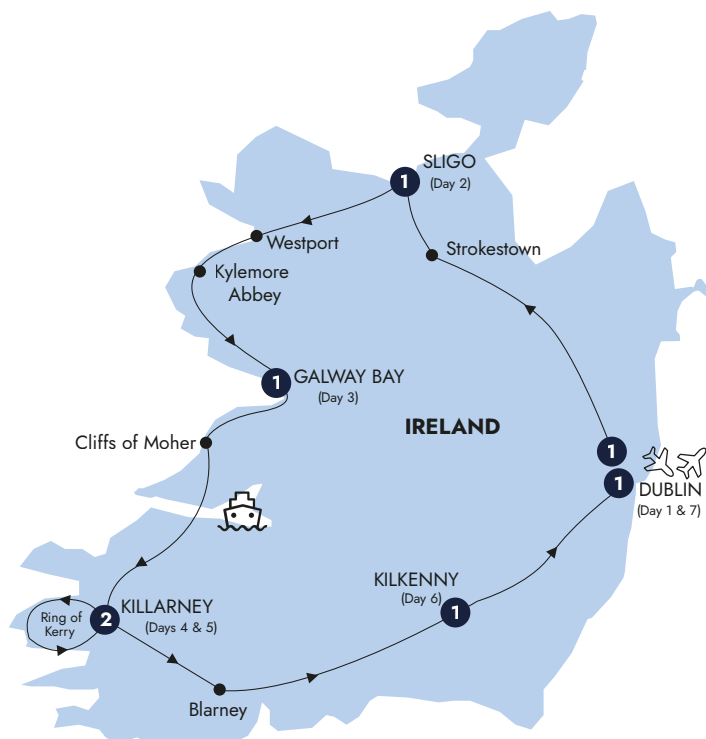 1
SLIGO
(Day 2)
Westport
Strokestown
Kylemore
Abbey
1
GALWAY BAY
(Day 3)
IRELAND
Cliffs of Moher
1
1
DUBLIN
(Day 1 & 7)
KILKENNY
(Day 6)
1
Ring of
Kerry
2
KILLARNEY
(Days 4 & 5)
Blarney